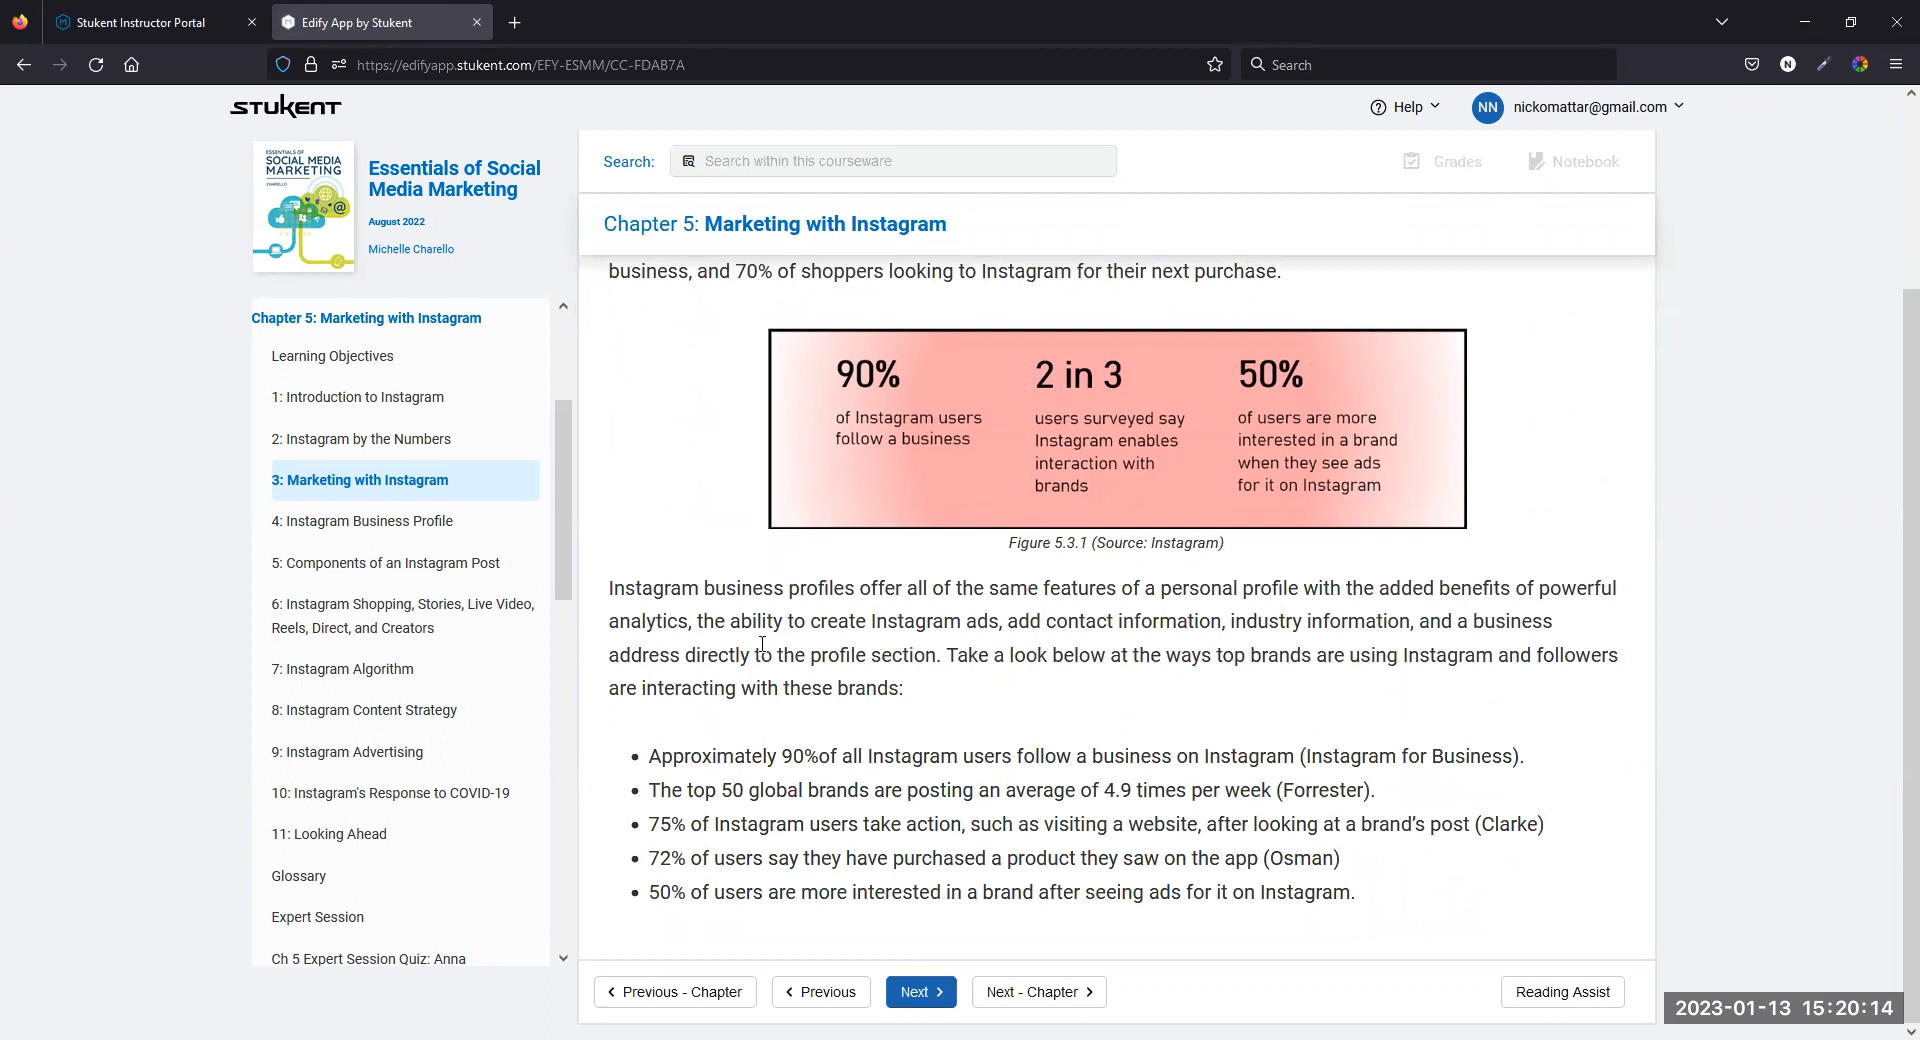 Stukent Instructor Portal
Edify App by Stukent
https://edifyapp.stukent.com/EFY-ESMM/CC-FDAB7A
Search
N
STUKENT
Help
NN
nickomattar@gmail.com
ESSENTIALS OF
SOCIAL MEDIA
MARKETING
CHARELLO
Essentials of Social
Media Marketing
August 2022
Michelle Charello
Search:
Search within this courseware
Grades
Notebook
Chapter 5: Marketing with Instagram
Chapter 5: Marketing with Instagram
Learning Objectives
1: Introduction to Instagram
2: Instagram by the Numbers
3: Marketing with Instagram
4: Instagram Business Profile
5: Components of an Instagram Post
6: Instagram Shopping, Stories, Live Video,
Reels, Direct, and Creators
7: Instagram Algorithm
8: Instagram Content Strategy
9: Instagram Advertising
10: Instagram's Response to COVID-19
11: Looking Ahead
Glossary
Expert Session
Ch 5 Expert Session Quiz: Anna
business, and 70% of shoppers looking to Instagram for their next purchase.
90%
of Instagram users
follow a business
2 in 3
users surveyed say
Instagram enables
interaction with
brands
50%
of users are more
interested in a brand
when they see ads
for it on Instagram
Figure 5.3.1 (Source: Instagram)
Instagram business profiles offer all of the same features of a personal profile with the added benefits of powerful
analytics, the ability to create Instagram ads, add contact information, industry information, and a business
address directly to the profile section. Take a look below at the ways top brands are using Instagram and followers
are interacting with these brands:
• Approximately 90%of all Instagram users follow a business on Instagram (Instagram for Business).
• The top 50 global brands are posting an average of 4.9 times per week (Forrester).
• 75% of Instagram users take action, such as visiting a website, after looking at a brand's post (Clarke)
• 72% of users say they have purchased a product they saw on the app (Osman)
• 50% of users are more interested in a brand after seeing ads for it on Instagram.
Previous - Chapter
Previous
Next
Next - Chapter
Reading Assist
2023-01-13 15:20:14